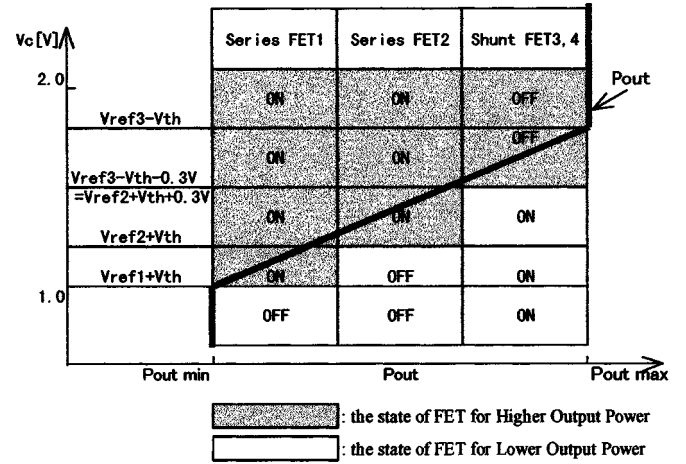 Vc[V]
Series FET1 Series FET2 Shunt FET3, 4
2.0
ON ON OFF
Pout
Vref3-Vth
OFF
ON ON
Vref3-Vth-0.3V
=Vref2+Vth+0.3V
ON ON ON
Vref2+Vth
Vref1+Vth
ON OFF ON
1.0
OFF OFF ON
Pout min Pout Pout max
: the state of FET for Higher Output Power
: the state of FET for Lower Output Power